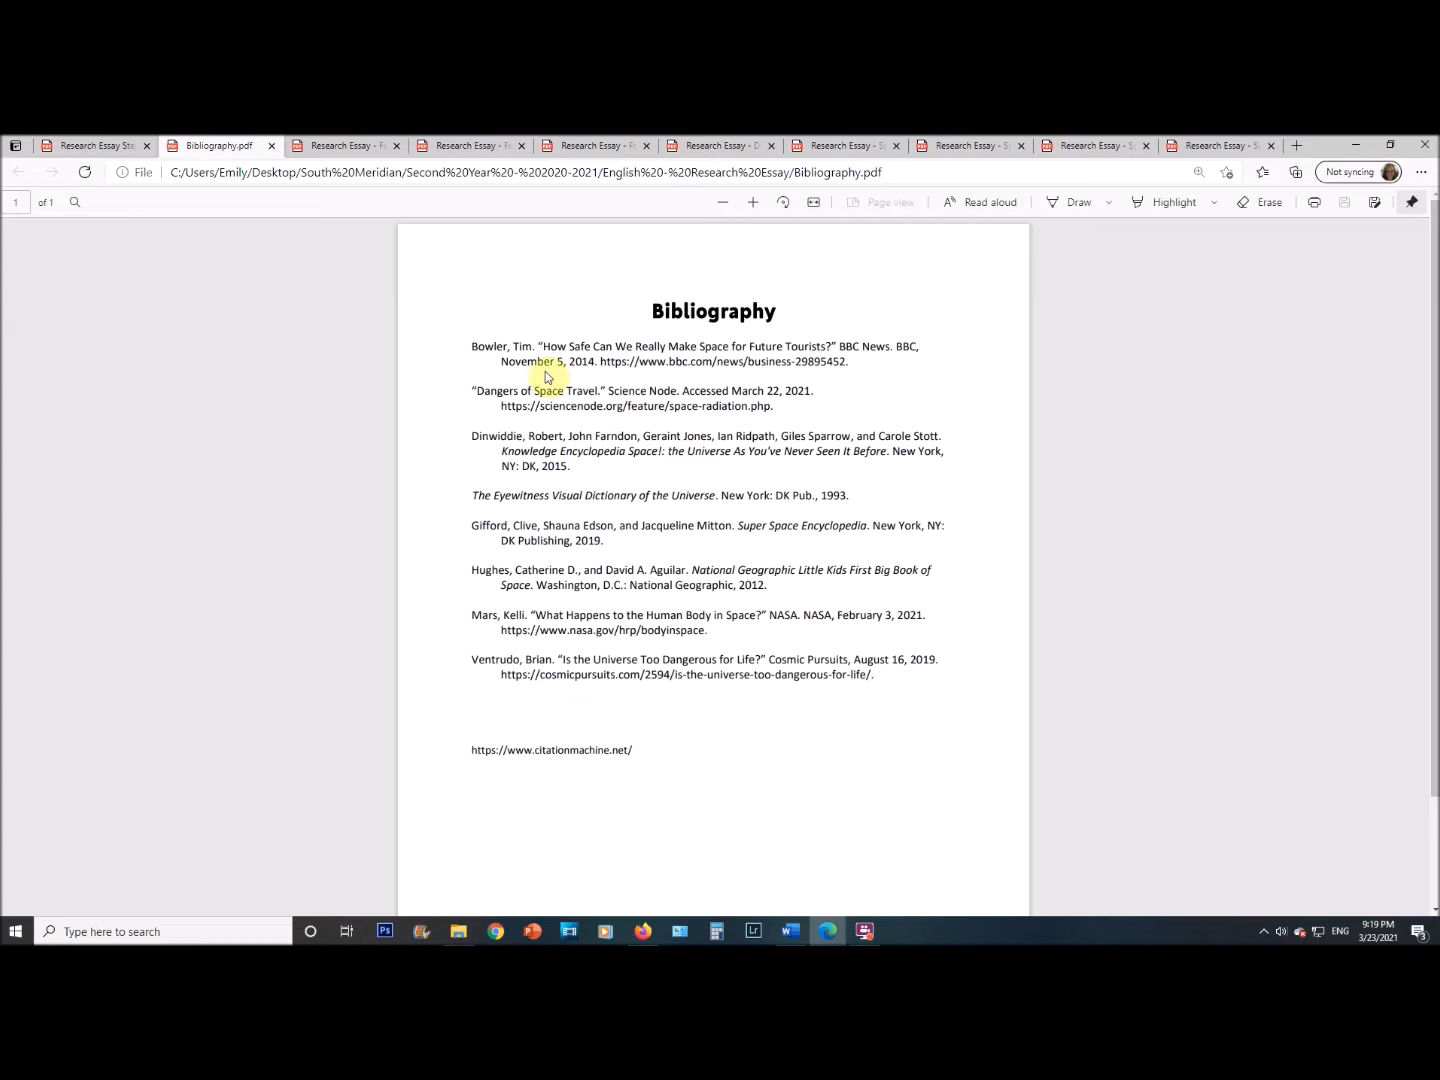 Research Essay Ste
Bibliography.pdf
Research Essay - Fo
Research Essay - Fa
Research Essay - Fo
Research Essay - D
Research Essay - Sp
Research Essay - Sp
Research Essay - Sp
Research Essay - S
File
C:/Users/Emily/Desktop/South%20Meridian/Second%20Year%20-%202020-2021/English%20-%20Research%20Essay/Bibliography.pdf
Not syncing
1 of 1
Page view
Read aloud
Draw
Highlight
Erase
Bibliography
Bowler, Tim. “How Safe Can We Really Make Space for Future Tourists?” BBC News. BBC,
November 5, 2014. https://www.bbc.com/news/business-29895452.
“Dangers of Space Travel.” Science Node. Accessed March 22, 2021.
https://sciencenode.org/feature/space-radiation.php.
Dinwiddie, Robert, John Farndon, Geraint Jones, Ian Ridpath, Giles Sparrow, and Carole Stott.
Knowledge Encyclopedia Space!: the Universe As You've Never Seen It Before. New York,
NY: DK, 2015.
The Eyewitness Visual Dictionary of the Universe. New York: DK Pub., 1993.
Gifford, Clive, Shauna Edson, and Jacqueline Mitton. Super Space Encyclopedia. New York, NY:
DK Publishing, 2019.
Hughes, Catherine D., and David A. Aguilar. National Geographic Little Kids First Big Book of
Space. Washington, D.C.: National Geographic, 2012.
Mars, Kelli. “What Happens to the Human Body in Space?” NASA. NASA, February 3, 2021.
https://www.nasa.gov/hrp/bodyinspace.
Ventrudo, Brian. “Is the Universe Too Dangerous for Life?” Cosmic Pursuits, August 16, 2019.
https://cosmicpursuits.com/2594/is-the-universe-too-dangerous-for-life/.
https://www.citationmachine.net/
Type here to search
Ps
Lr
ENG
9:19 PM
3/23/2021
3